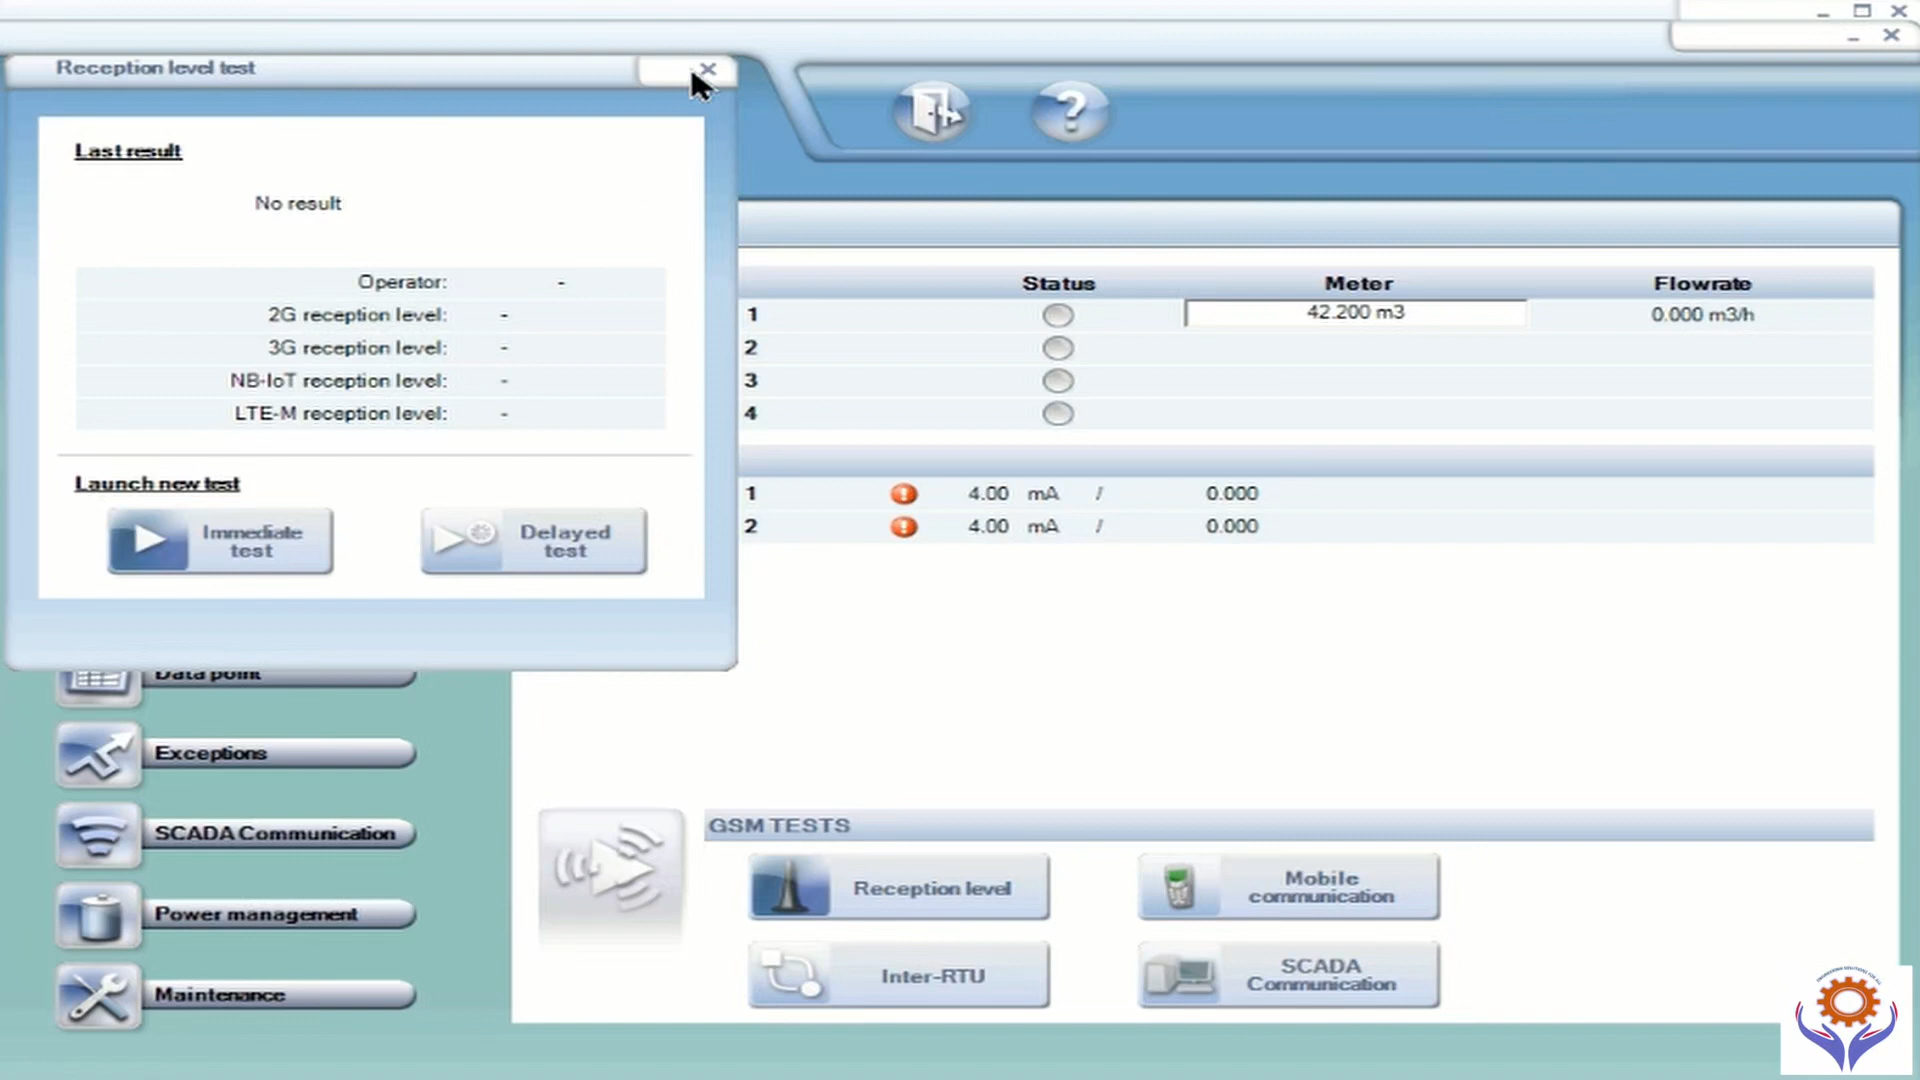 Reception level test
Last result
No result
Operator: -
2G reception level: -
3G reception level: -
NB-IoT reception level: -
LTE-M reception level: -
Launch new test
Immediate test
Delayed test
Status Meter Flowrate
1 42.200 m3 0.000 m3/h
2
3
4
1 4.00 mA / 0.000
2 4.00 mA / 0.000
Data point
Exceptions
SCADA Communication
Power management
Maintenance
GSM TESTS
Reception level
Mobile communication
Inter-RTU
SCADA Communication